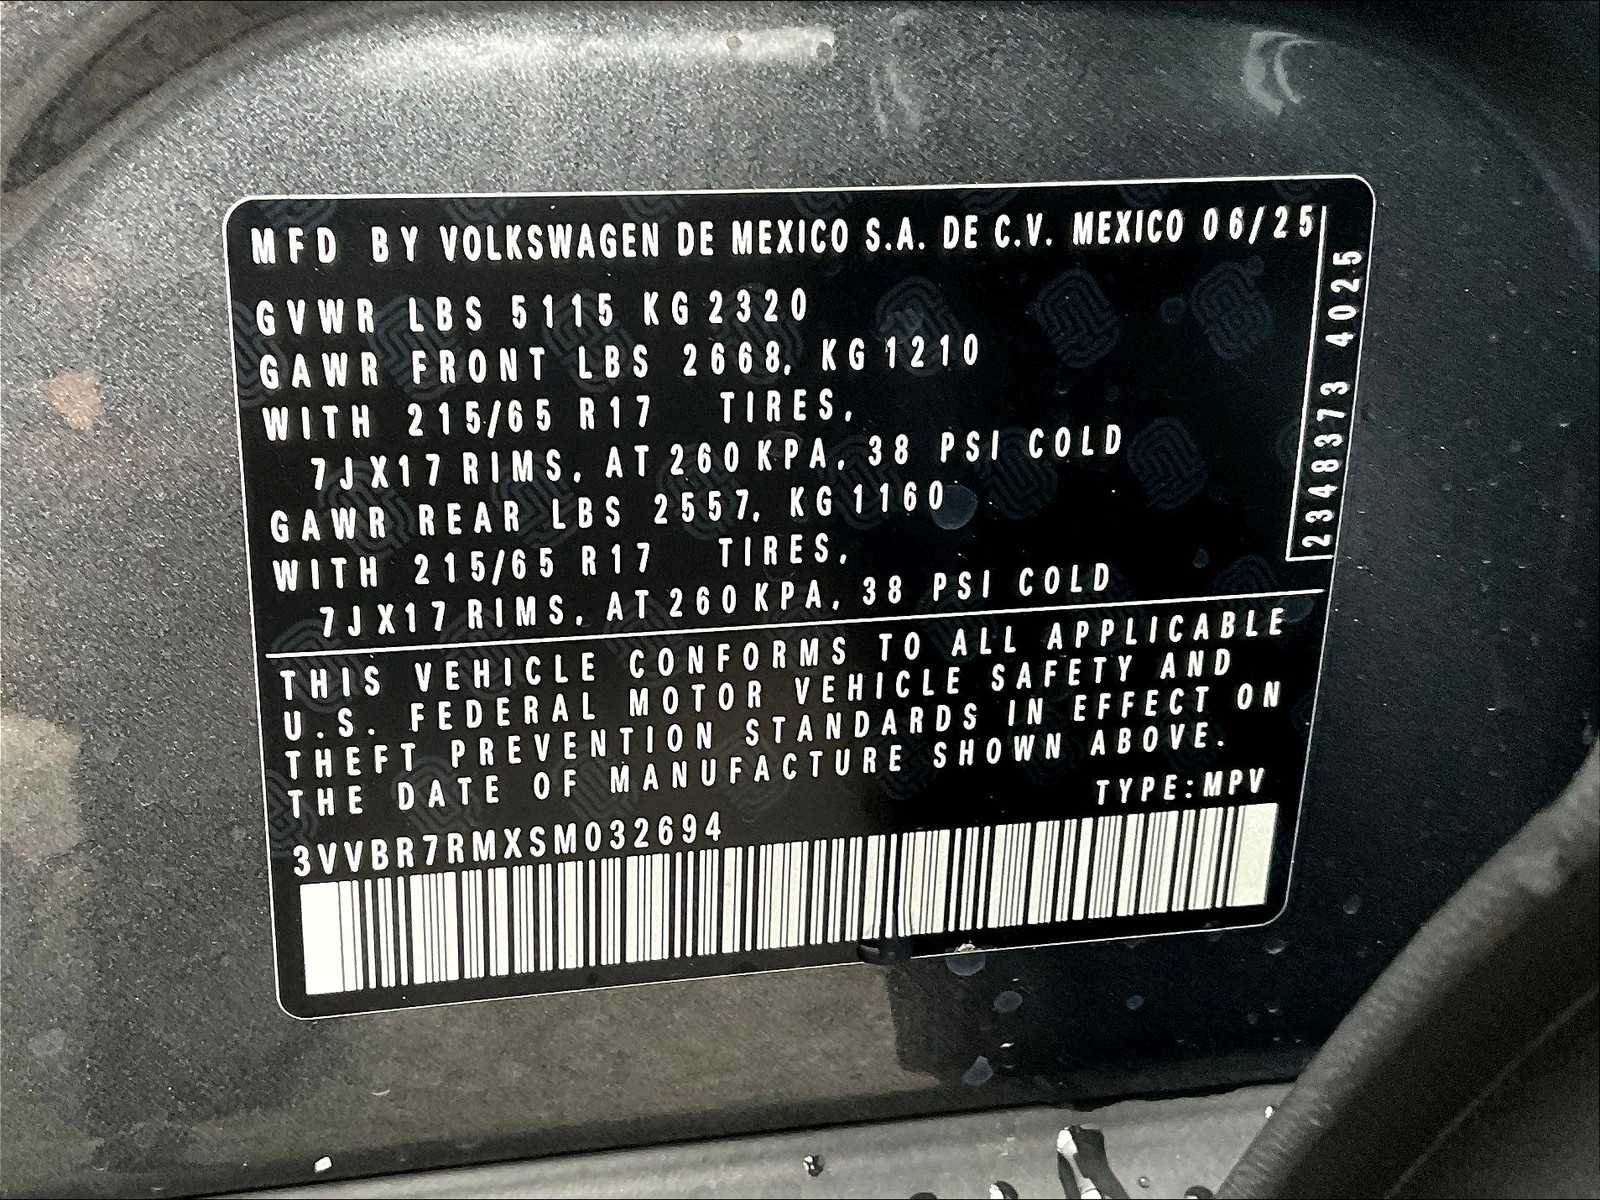 MFD BY VOLKSWAGEN DE MEXICO S.A. DE C.V. MEXICO 06/25
GVWR LBS 5115 KG 2320
GAWR FRONT LBS 2668, KG 1210
WITH 215/65 R17 TIRES,
7JX17 RIMS, AT 260 KPA, 38 PSI COLD
GAWR REAR LBS 2557, KG 1160
WITH 215/65 R17 TIRES,
7JX17 RIMS, AT 260 KPA, 38 PSI COLD
2348373 4025
THIS VEHICLE CONFORMS TO ALL APPLICABLE
U.S. FEDERAL MOTOR VEHICLE SAFETY AND
THEFT PREVENTION STANDARDS IN EFFECT ON
THE DATE OF MANUFACTURE SHOWN ABOVE.
TYPE:MPV
3VVBR7RMXSM032694